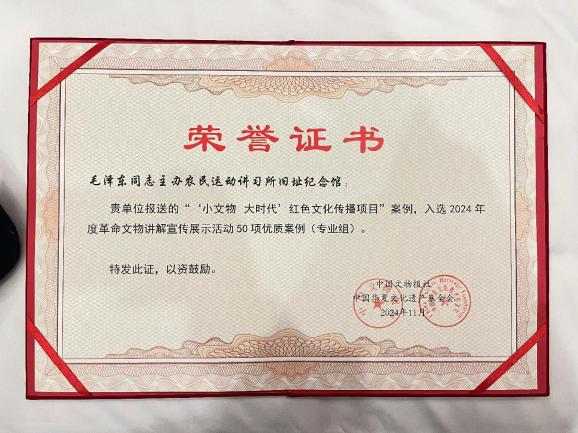 荣誉证书
毛泽东同志主办农民运动讲习所旧址纪念馆：
贵单位报送的“‘小文物 大时代’红色文化传播项目”案例，入选2024年
度革命文物讲解宣传展示活动50项优质案例（专业组）。
特发此证，以资鼓励。
中国文物报社
中国华夏文化遗产基金会
2024年11月